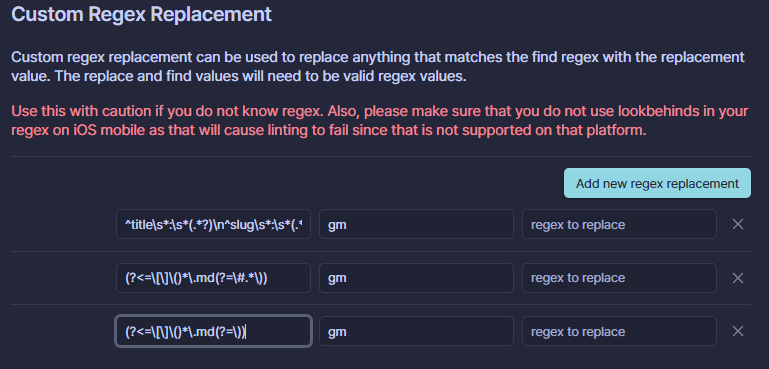 Custom Regex Replacement
Custom regex replacement can be used to replace anything that matches the find regex with the replacement
value. The replace and find values will need to be valid regex values.
Use this with caution if you do not know regex. Also, please make sure that you do not use lookbehinds in your
regex on iOS mobile as that will cause linting to fail since that is not supported on that platform.
Add new regex replacement
^title\s*:\s*(.*?)\n^slug\s*:\s*(.*
gm
regex to replace
(?<=\[\]\()*\.md(?=\#.*\))
gm
regex to replace
(?<=\[\]\()*\.md(?=\))
gm
regex to replace